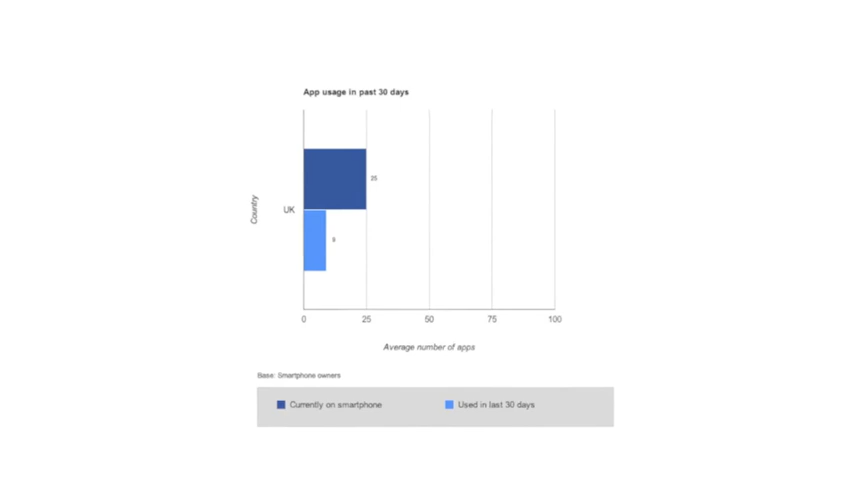 App usage in past 30 days
25
Country
UK
9
0 25 50 75 100
Average number of apps
Base: Smartphone owners
Currently on smartphone Used in last 30 days